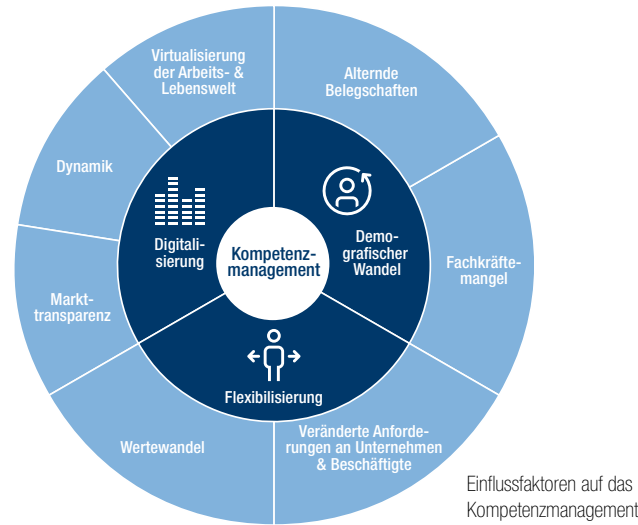 Virtualisierung
der Arbeits- &
Lebenswelt
Alternde
Belegschaften
Dynamik
Digitali-
sierung
Kompetenz-
management
Demo-
grafischer
Wandel
Fachkräfte-
mangel
Markt-
transparenz
Flexibilisierung
Wertewandel
Veränderte Anforde-
rungen an Unternehmen
& Beschäftigte
Einflussfaktoren auf das
Kompetenzmanagement